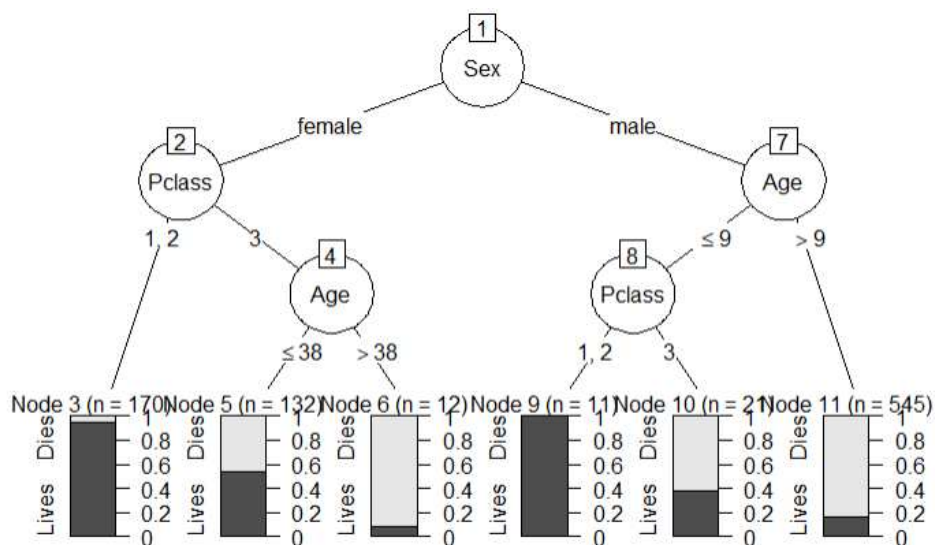 1
Sex
female
male
2
Pclass
7
Age
1, 2
3
≤ 9
> 9
4
Age
8
Pclass
≤ 38
> 38
1, 2
3
Node 3 (n = 170)
Node 5 (n = 132)
Node 6 (n = 12)
Node 9 (n = 11)
Node 10 (n = 21)
Node 11 (n = 545)
Lives Dies
1
0.8
0.6
0.4
0.2
0
Lives Dies
1
0.8
0.6
0.4
0.2
0
Lives Dies
1
0.8
0.6
0.4
0.2
0
Lives Dies
1
0.8
0.6
0.4
0.2
0
Lives Dies
1
0.8
0.6
0.4
0.2
0
Lives Dies
1
0.8
0.6
0.4
0.2
0